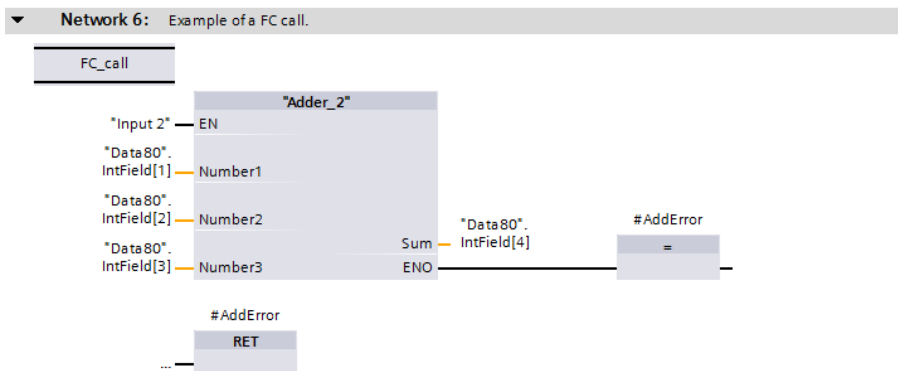 Network 6: Example of a FC call.
FC_call
"Adder_2"
"Input 2" EN
"Data80".
IntField[1] Number1
"Data80".
IntField[2] Number2
"Data80".
IntField[3] Number3
"Data80".
Sum IntField[4]
ENO
#AddError
=
#AddError
RET
...